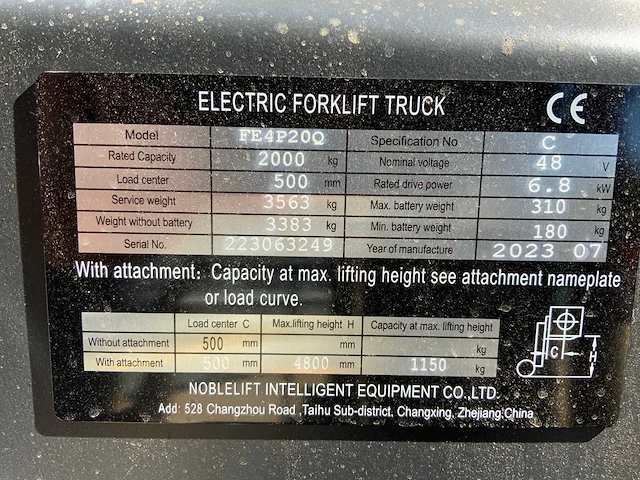 ELECTRIC FORKLIFT TRUCK CE
Model FE4P20Q Specification No C
Rated Capacity 2000 kg Nominal voltage 48 V
Load center 500 mm Rated drive power 6.8 kW
Service weight 3563 kg Max. battery weight 310 kg
Weight without battery 3383 kg Min. battery weight 180 kg
Serial No. 223063249 Year of manufacture 2023 07
With attachment: Capacity at max. lifting height see attachment nameplate
or load curve.
Load center C Max.lifting height H Capacity at max. lifting height
Without attachment 500 mm mm kg
With attachment 500 mm 4800 mm 1150 kg
C H
NOBLELIFT INTELLIGENT EQUIPMENT CO.,LTD.
Add: 528 Changzhou Road ,Taihu Sub-district, Changxing, Zhejiang,China